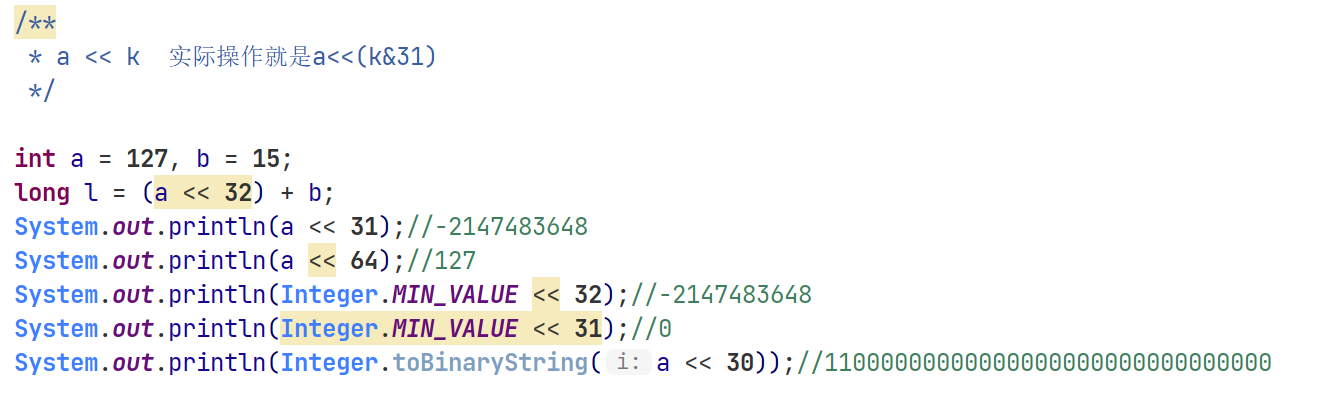 /**
 * a << k  实际操作就是a<<(k&31)
 */
int a = 127, b = 15;
long l = (a << 32) + b;
System.out.println(a << 31);//-2147483648
System.out.println(a << 64);//127
System.out.println(Integer.MIN_VALUE << 32);//-2147483648
System.out.println(Integer.MIN_VALUE << 31);//0
System.out.println(Integer.toBinaryString( i: a << 30));//11000000000000000000000000000000